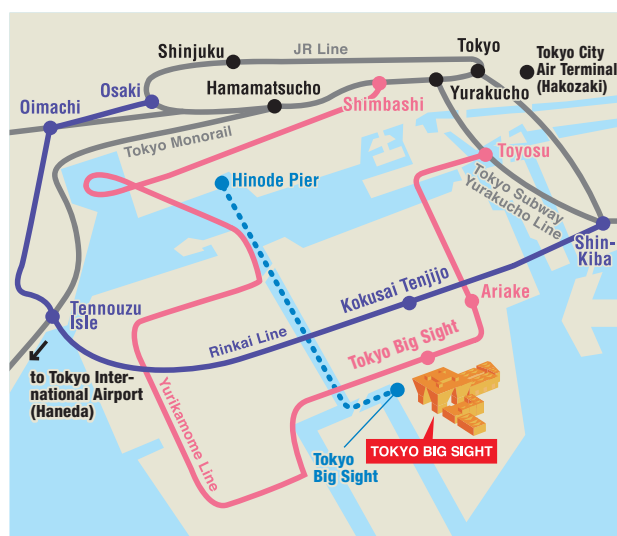 JR Line
Shinjuku
Tokyo
Tokyo City
Air Terminal
(Hakozaki)
Osaki
Hamamatsucho
Yurakucho
Oimachi
Shimbashi
Tokyo Monorail
Toyosu
Hinode Pier
Tokyo Subway
Yurakucho Line
Shin-
Kiba
Kokusai Tenjijo
Ariake
Tennouzu
Isle
Rinkai Line
Tokyo Big Sight
to Tokyo Inter-
national Airport
(Haneda)
Yurikamome Line
TOKYO BIG SIGHT
Tokyo
Big Sight